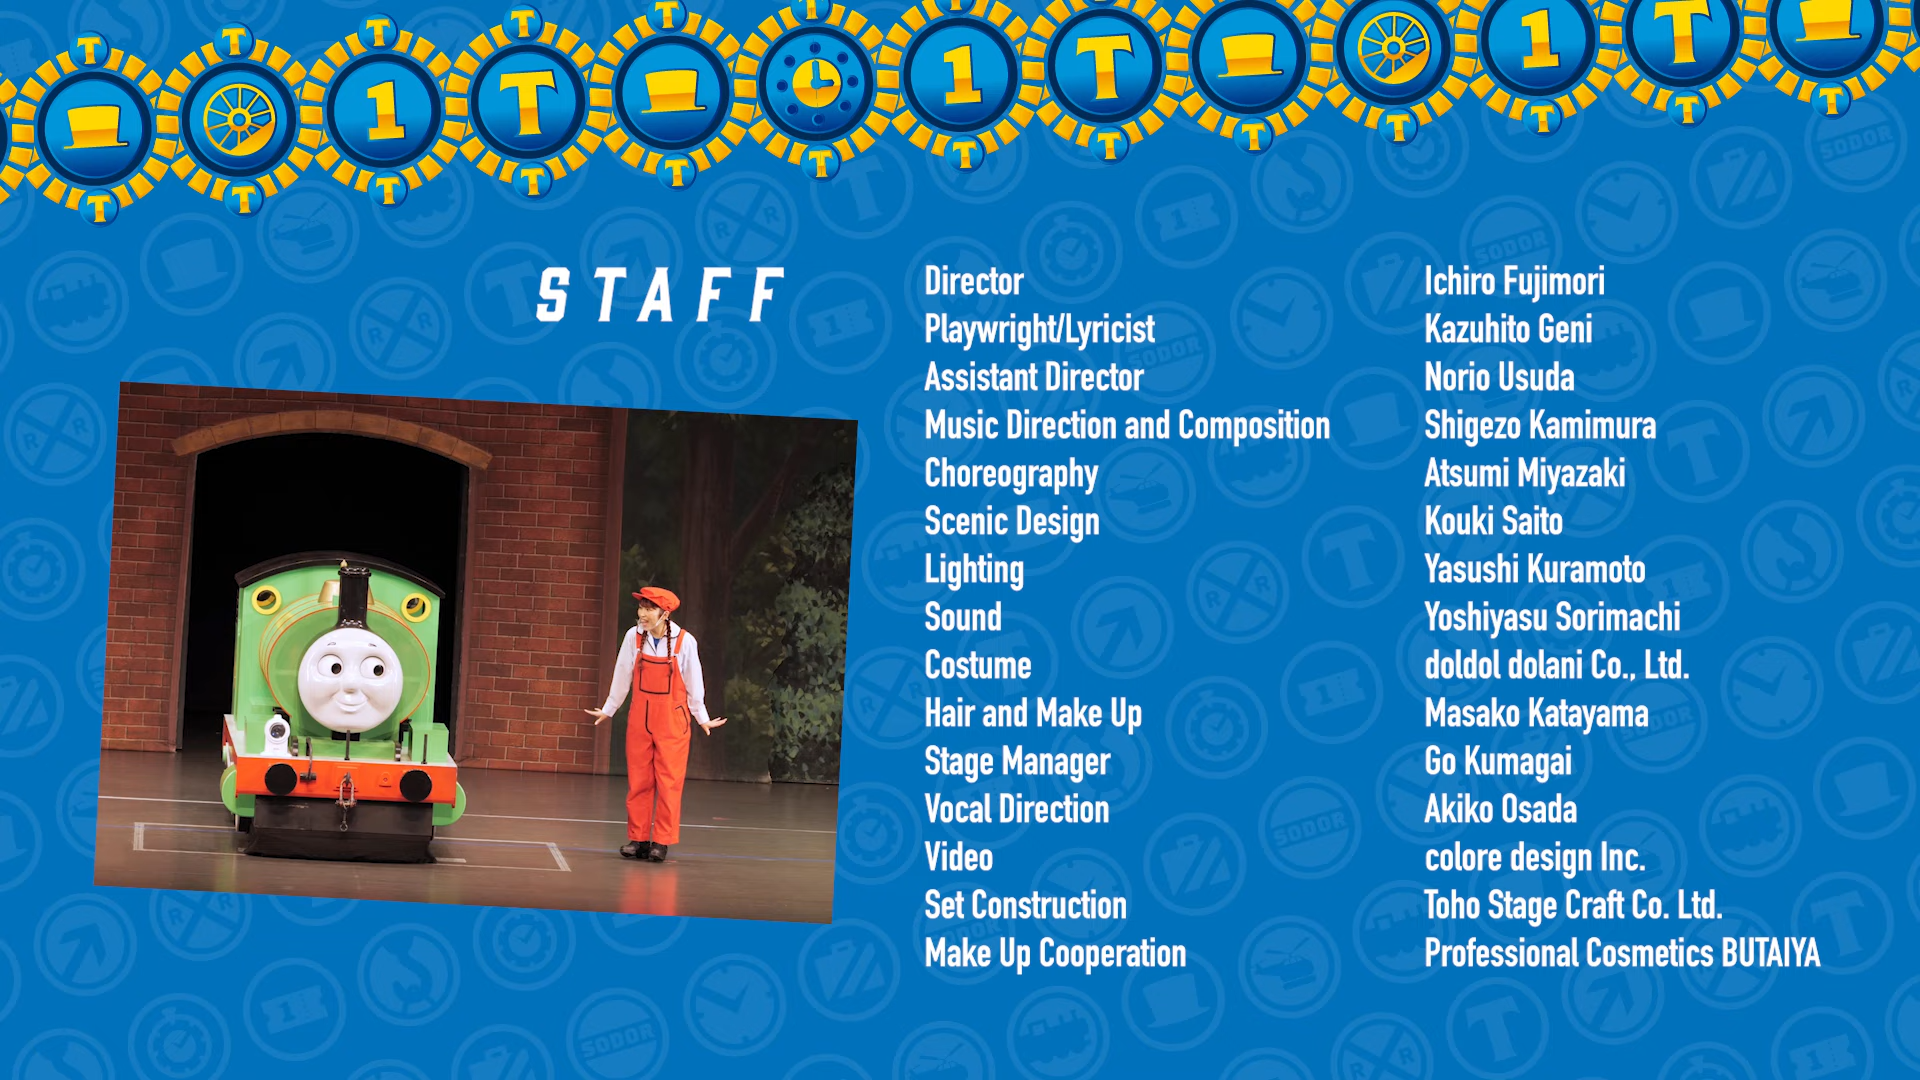 STAFF
Director Ichiro Fujimori
Playwright/Lyricist Kazuhito Geni
Assistant Director Norio Usuda
Music Direction and Composition Shigezo Kamimura
Choreography Atsumi Miyazaki
Scenic Design Kouki Saito
Lighting Yasushi Kuramoto
Sound Yoshiyasu Sorimachi
Costume doldol dolani Co., Ltd.
Hair and Make Up Masako Katayama
Stage Manager Go Kumagai
Vocal Direction Akiko Osada
Video colore design Inc.
Set Construction Toho Stage Craft Co. Ltd.
Make Up Cooperation Professional Cosmetics BUTAIYA